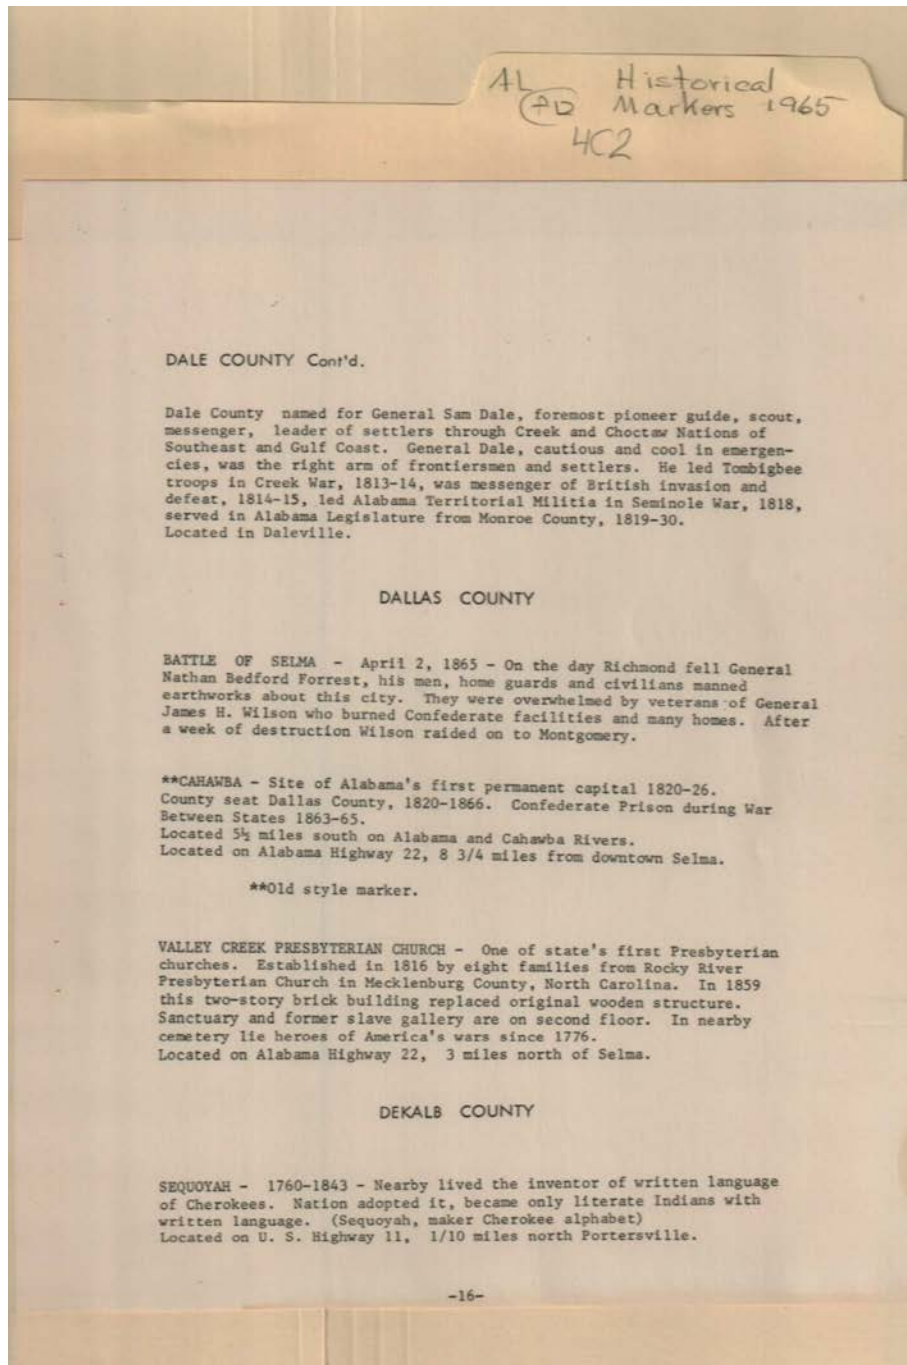 AL Historical
AD Markers 1965
4C2
DALE COUNTY Cont'd.
Dale County named for General Sam Dale, foremost pioneer guide, scout,
messenger, leader of settlers through Creek and Choctaw Nations of
Southeast and Gulf Coast. General Dale, cautious and cool in emergen-
cies, was the right arm of frontiersmen and settlers. He led Tombigbee
troops in Creek War, 1813-14, was messenger of British invasion and
defeat, 1814-15, led Alabama Territorial Militia in Seminole War, 1818,
served in Alabama Legislature from Monroe County, 1819-30.
Located in Daleville.
DALLAS COUNTY
BATTLE OF SELMA - April 2, 1865 - On the day Richmond fell General
Nathan Bedford Forrest, his men, home guards and civilians manned
earthworks about this city. They were overwhelmed by veterans of General
James H. Wilson who burned Confederate facilities and many homes. After
a week of destruction Wilson raided on to Montgomery.
**CAHAWBA - Site of Alabama's first permanent capital 1820-26.
County seat Dallas County, 1820-1866. Confederate Prison during War
Between States 1863-65.
Located 5½ miles south on Alabama and Cahawba Rivers.
Located on Alabama Highway 22, 8 3/4 miles from downtown Selma.
**Old style marker.
VALLEY CREEK PRESBYTERIAN CHURCH - One of state's first Presbyterian
churches. Established in 1816 by eight families from Rocky River
Presbyterian Church in Mecklenburg County, North Carolina. In 1859
this two-story brick building replaced original wooden structure.
Sanctuary and former slave gallery are on second floor. In nearby
cemetery lie heroes of America's wars since 1776.
Located on Alabama Highway 22, 3 miles north of Selma.
DEKALB COUNTY
SEQUOYAH - 1760-1843 - Nearby lived the inventor of written language
of Cherokees. Nation adopted it, became only literate Indians with
written language. (Sequoyah, maker Cherokee alphabet)
Located on U. S. Highway 11, 1/10 miles north Portersville.
-16-